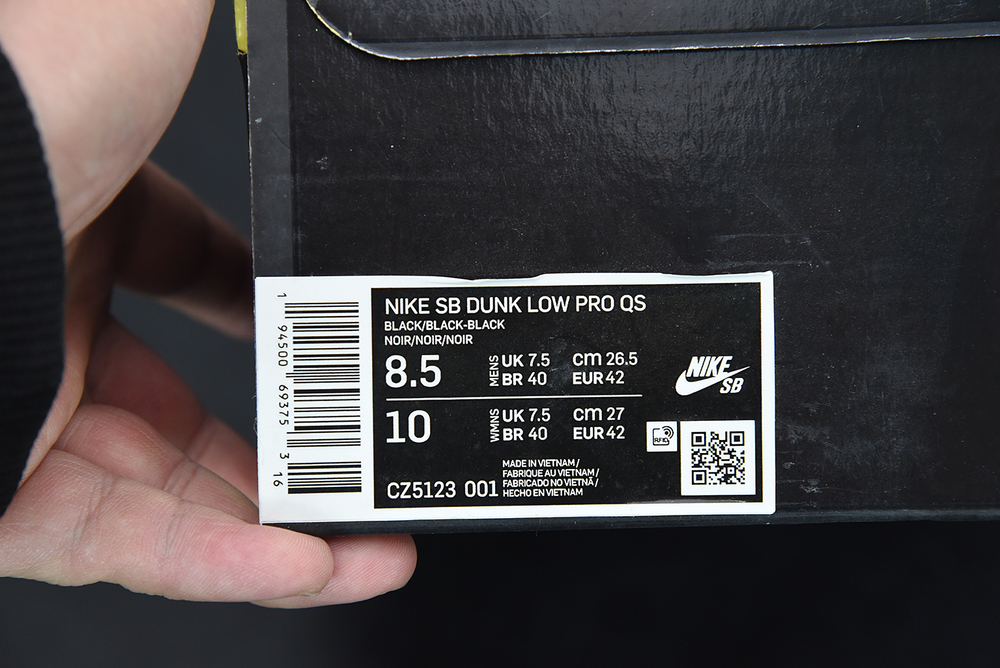 NIKE SB DUNK LOW PRO QS
BLACK/BLACK-BLACK
NOIR/NOIR/NOIR
8.5 MENS UK 7.5 cm 26.5
BR 40 EUR 42
10 WMNS UK 7.5 cm 27
BR 40 EUR 42
NIKE
SB
RFID
CZ5123 001
MADE IN VIETNAM /
FABRIQUE AU VIETNAM /
FABRICADO NO VIETNÃ /
HECHO EN VIETNAM
1 94500 69375 3 16